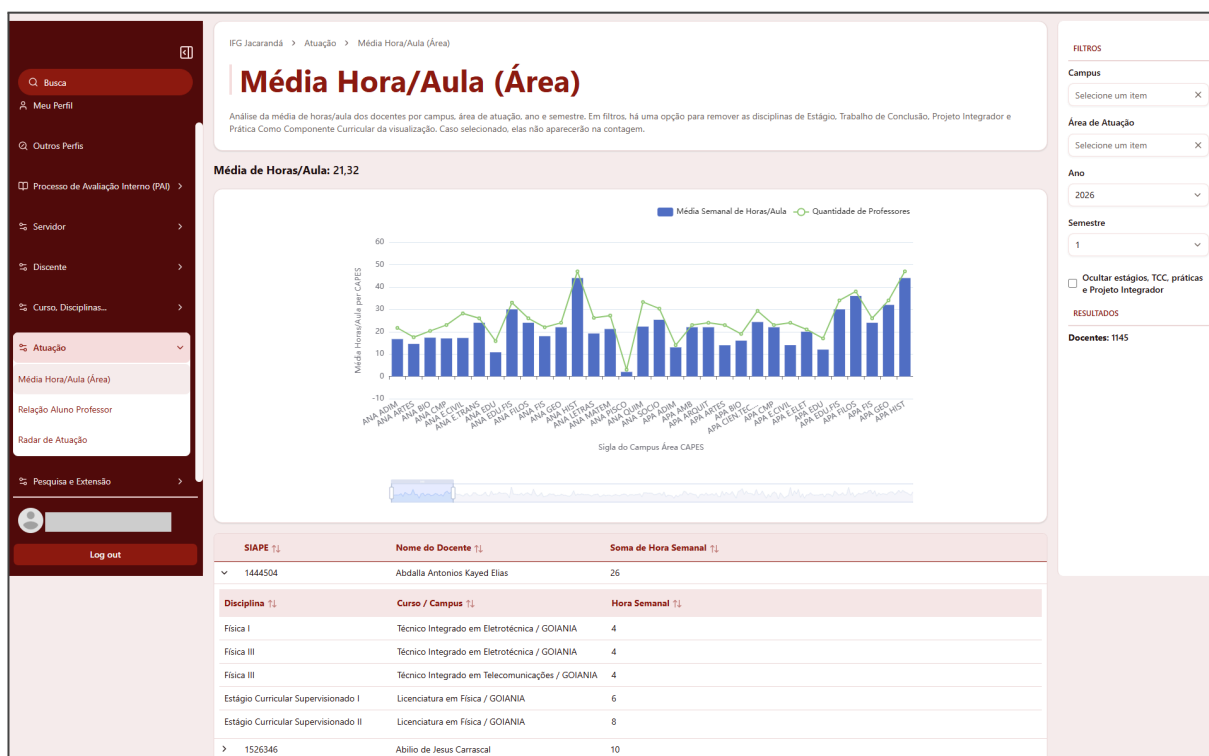 Busca
Meu Perfil
Outros Perfis
Processo de Avaliação Interno (PAI)
Servidor
Discente
Curso, Disciplinas...
Atuação
Média Hora/Aula (Área)
Relação Aluno Professor
Radar de Atuação
Pesquisa e Extensão
Log out
IFG Jacarandá > Atuação > Média Hora/Aula (Área)
Média Hora/Aula (Área)
Análise da média de horas/aula dos docentes por campus, área de atuação, ano e semestre. Em filtros, há uma opção para remover as disciplinas de Estágio, Trabalho de Conclusão, Projeto Integrador e
Prática Como Componente Curricular da visualização. Caso selecionado, elas não aparecerão na contagem.
Média de Horas/Aula: 21,32
Média Semanal de Horas/Aula
Quantidade de Professores
Média Horas/Aula per CAPES
60
50
40
30
20
10
0
-10
ANA ADIM
ANA ARTES
ANA BIO
ANA CMP
ANA E.CIVIL
ANA E.TRANS
ANA EDU
ANA EDU.FIS
ANA FILOS
ANA FIS
ANA GEO
ANA HIST
ANA LETRAS
ANA MATEM
ANA PISCO
ANA QUIM
ANA SOCIO
APA ADIM
APA AMB
APA ARQUIT
APA ARTES
APA BIO
APA CIEN.TEC...
APA CMP
APA E.CIVIL
APA E.ELET
APA EDU
APA EDU.FIS
APA FILOS
APA FIS
APA GEO
APA HIST
Sigla do Campus Área CAPES
SIAPE Nome do Docente Soma de Hora Semanal
1444504 Abdalla Antonios Kayed Elias 26
Disciplina Curso / Campus Hora Semanal
Física I Técnico Integrado em Eletrotécnica / GOIANIA 4
Física III Técnico Integrado em Eletrotécnica / GOIANIA 4
Física III Técnico Integrado em Telecomunicações / GOIANIA 4
Estágio Curricular Supervisionado I Licenciatura em Física / GOIANIA 6
Estágio Curricular Supervisionado II Licenciatura em Física / GOIANIA 8
1526346 Abilio de Jesus Carrascal 10
FILTROS
Campus
Selecione um item
Área de Atuação
Selecione um item
Ano
2026
Semestre
1
Ocultar estágios, TCC, práticas
e Projeto Integrador
RESULTADOS
Docentes: 1145